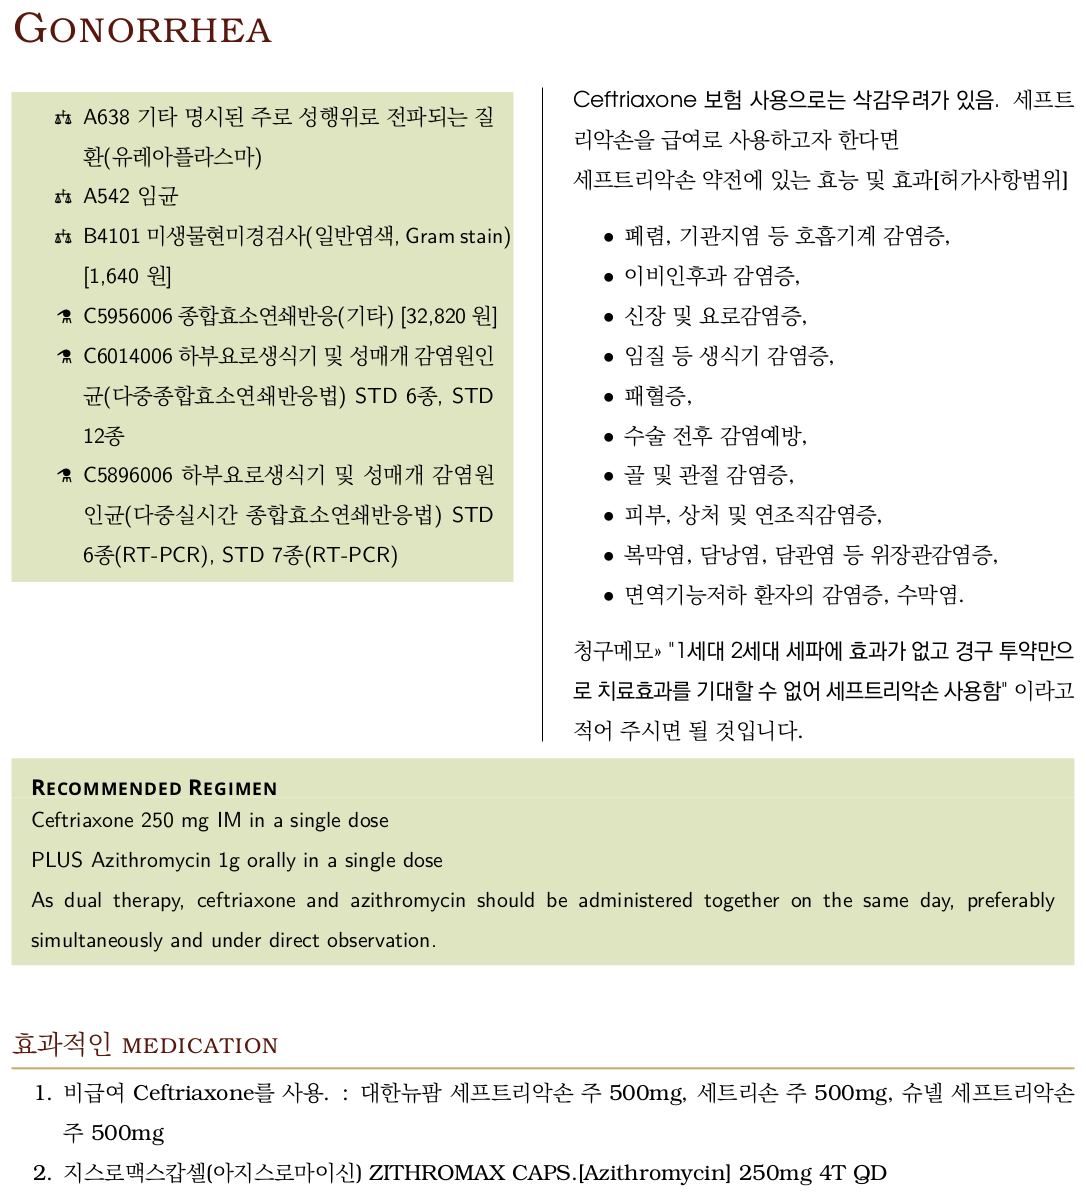 GONORRHEA
A638 기타 명시된 주로 성행위로 전파되는 질
환(유레아플라스마)
A542 임균
B4101 미생물현미경검사(일반염색, Gram stain)
[1,640 원]
C5956006 종합효소연쇄반응(기타) [32,820 원]
C6014006 하부요로생식기 및 성매개 감염원인
균(다중종합효소연쇄반응법) STD 6종, STD
12종
C5896006 하부요로생식기 및 성매개 감염원
인균(다중실시간 종합효소연쇄반응법) STD
6종(RT-PCR), STD 7종(RT-PCR)
Ceftriaxone 보험 사용으로는 삭감우려가 있음. 세프트
리악손을 급여로 사용하고자 한다면
세프트리악손 약전에 있는 효능 및 효과[허가사항범위]
• 폐렴, 기관지염 등 호흡기계 감염증,
• 이비인후과 감염증,
• 신장 및 요로감염증,
• 임질 등 생식기 감염증,
• 패혈증,
• 수술 전후 감염예방,
• 골 및 관절 감염증,
• 피부, 상처 및 연조직감염증,
• 복막염, 담낭염, 담관염 등 위장관감염증,
• 면역기능저하 환자의 감염증, 수막염.
청구메모» "1세대 2세대 세파에 효과가 없고 경구 투약만으
로 치료효과를 기대할 수 없어 세프트리악손 사용함" 이라고
적어 주시면 될 것입니다.
RECOMMENDED REGIMEN
Ceftriaxone 250 mg IM in a single dose
PLUS Azithromycin 1g orally in a single dose
As dual therapy, ceftriaxone and azithromycin should be administered together on the same day, preferably
simultaneously and under direct observation.
효과적인 MEDICATION
1. 비급여 Ceftriaxone를 사용. : 대한뉴팜 세프트리악손 주 500mg, 세트리손 주 500mg, 슈넬 세프트리악손
주 500mg
2. 지스로맥스캅셀(아지스로마이신) ZITHROMAX CAPS.[Azithromycin] 250mg 4T QD